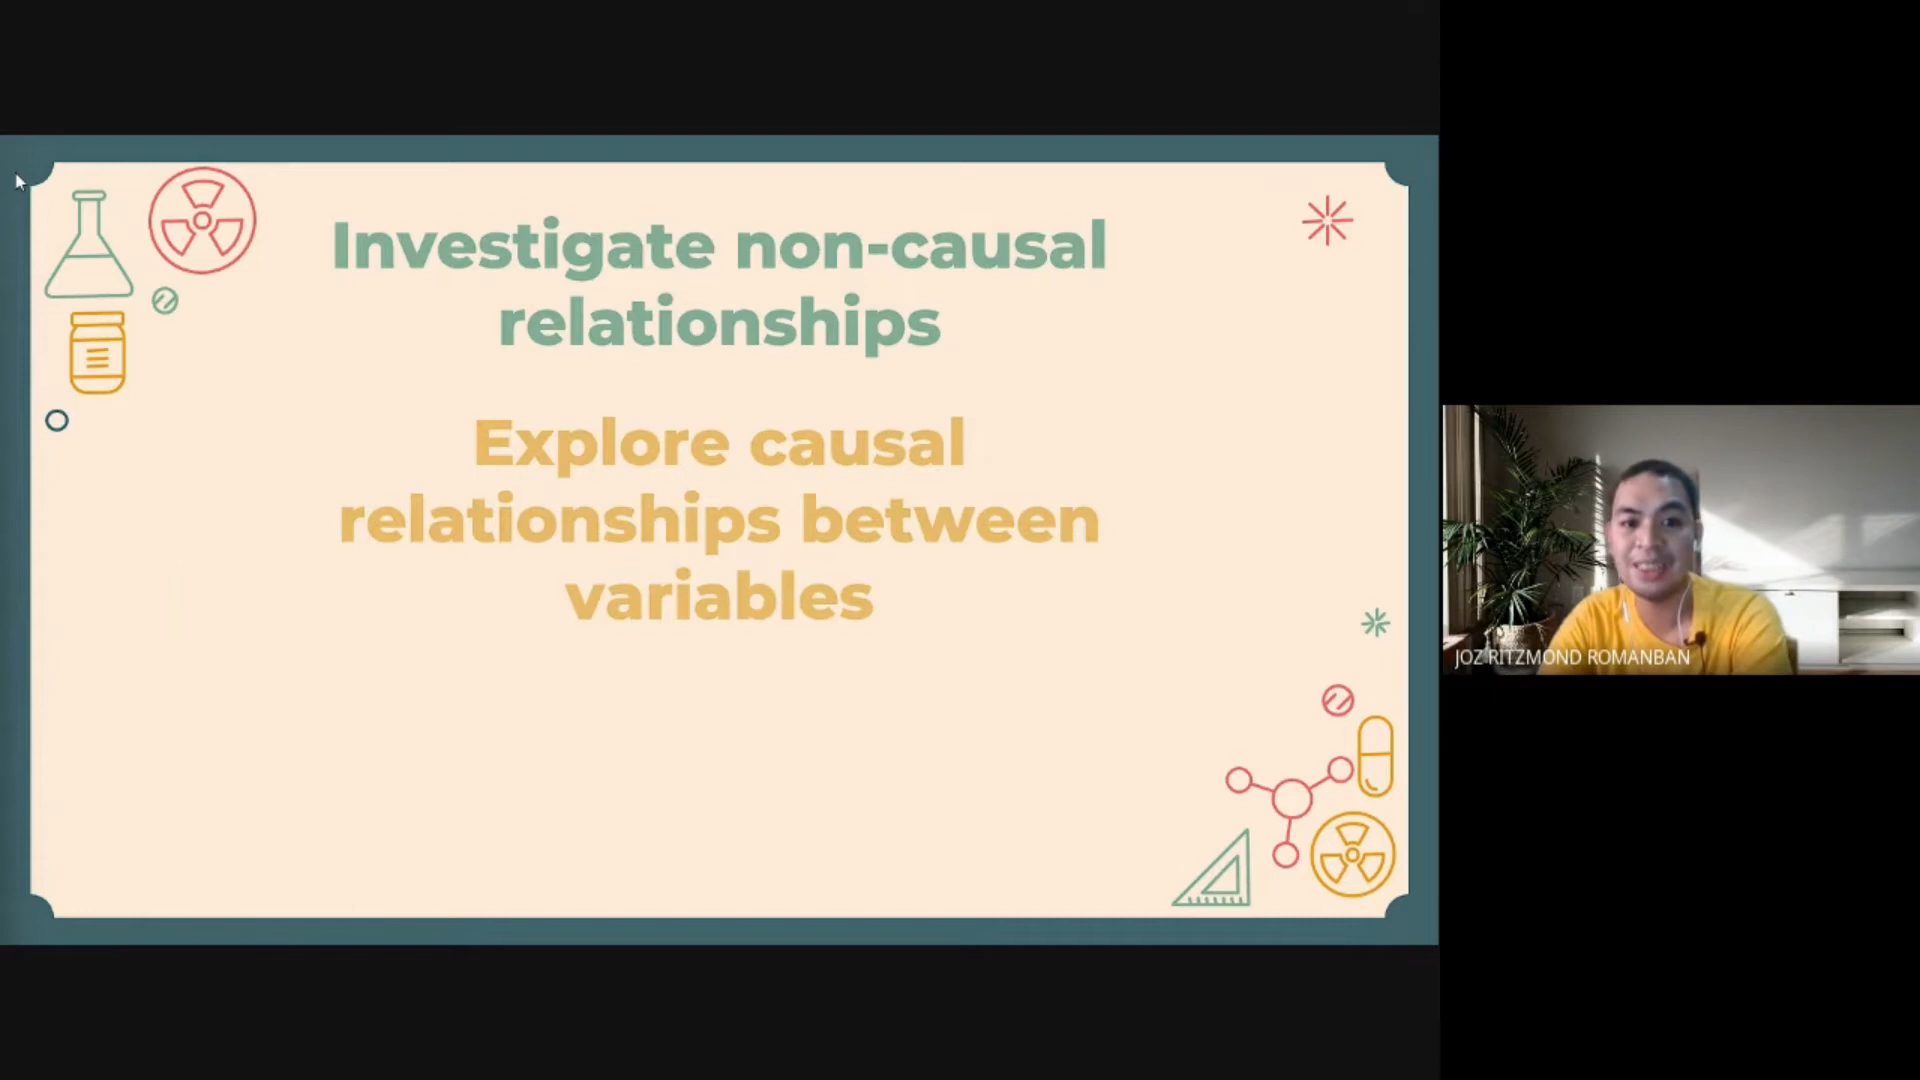 Investigate non-causal
relationships
Explore causal
relationships between
variables
JOZ RITZMOND ROMANBAN